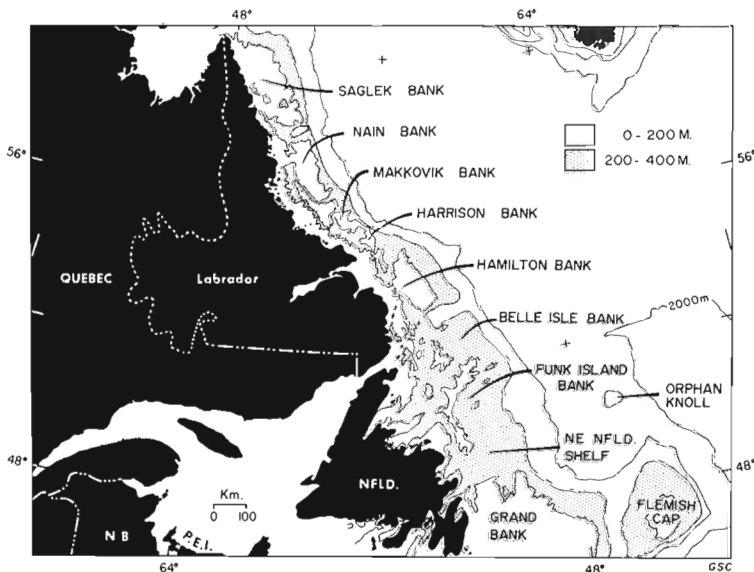 48°
64°
SAGLEK BANK
NAIN BANK
0-200 M.
56°
56°
200-400M.
MAKKOVIK BANK
HARRISON BANK
HAMILTON BANK
QUEBEC
Labrador
2000m
BELLE ISLE BANK
FUNK ISLAND
BANK
ORPHAN
KNOLL
NE NFLD.
SHELF
48°
48°
Km.
0 100
NFLD.
FLEMISH
CAP
GRAND
BANK
N B
P.E.I.
64°
48°
GSC